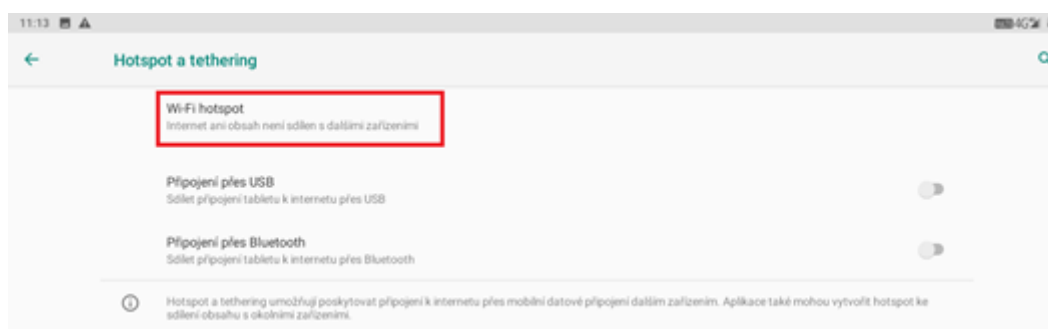 11:13
4G
Hotspot a tethering
Wi-Fi hotspot
Internet ani obsah není sdílen s dalšími zařízeními
Připojení přes USB
Sdílet připojení tabletu k internetu přes USB
Připojení přes Bluetooth
Sdílet připojení tabletu k internetu přes Bluetooth
Hotspot a tethering umožňují poskytovat připojení k internetu přes mobilní datové připojení dalším zařízením. Aplikace také mohou vytvořit hotspot ke
sdílení obsahu s okolními zařízeními.